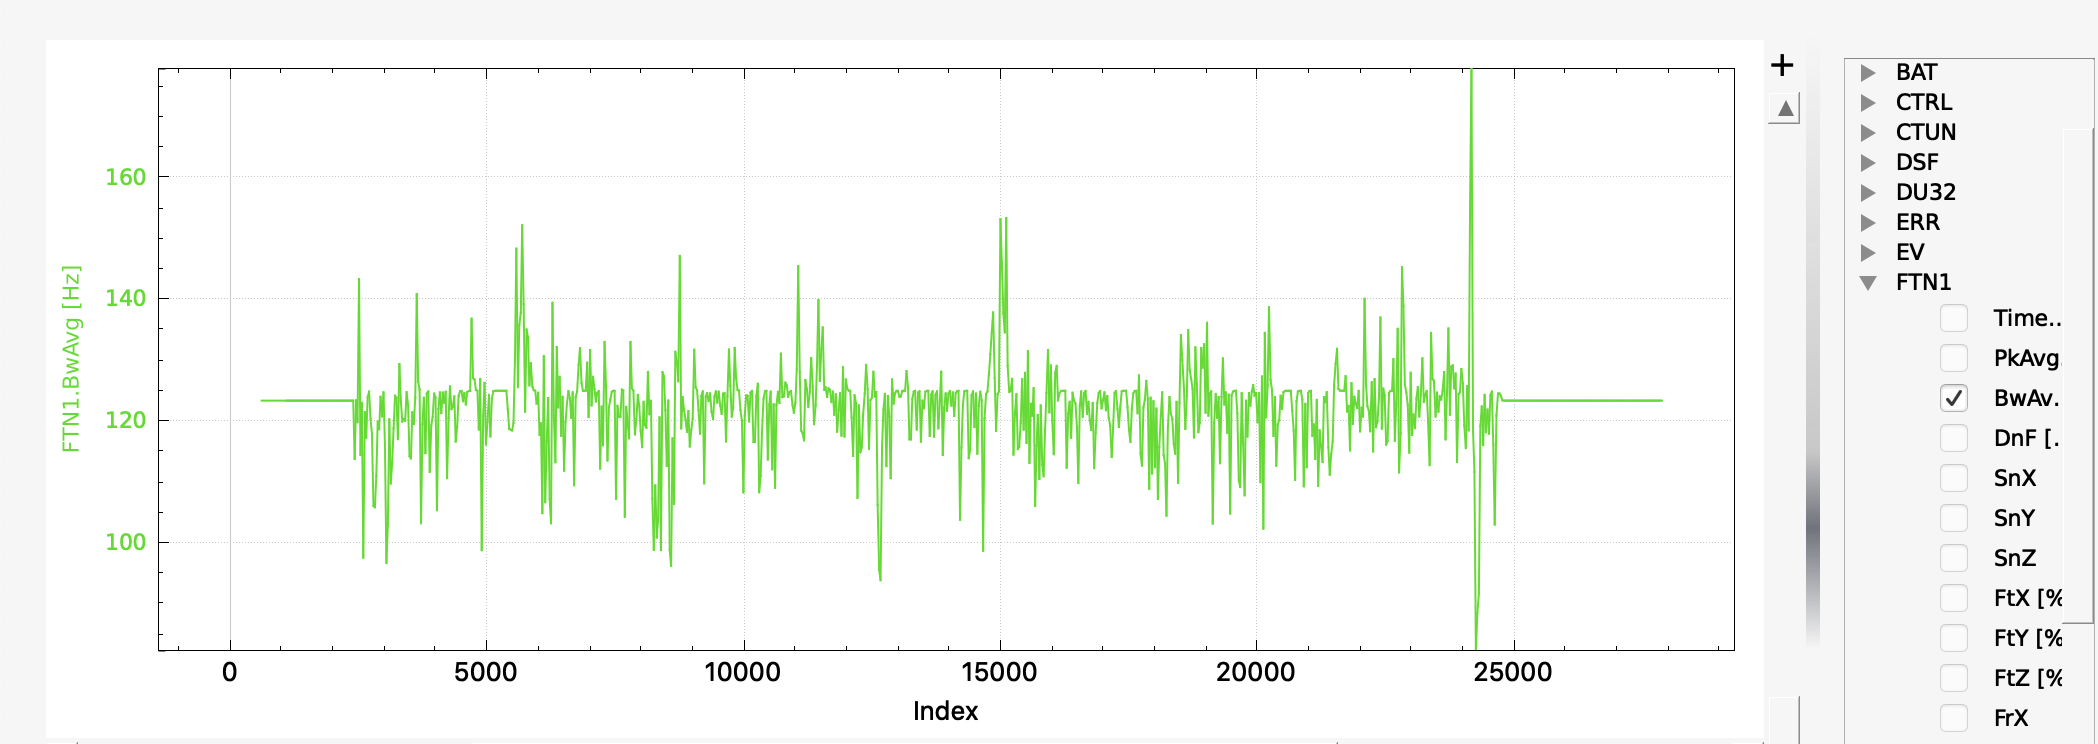 +
BAT
CTRL
CTUN
DSF
DU32
ERR
EV
FTN1
Time..
PkAvg.
BwAv.
DnF [.
SnX
SnY
SnZ
FtX [%
FtY [%
FtZ [%
FrX
FTN1.BwAvg [Hz]
160
140
120
100
0
5000
10000
15000
20000
25000
Index